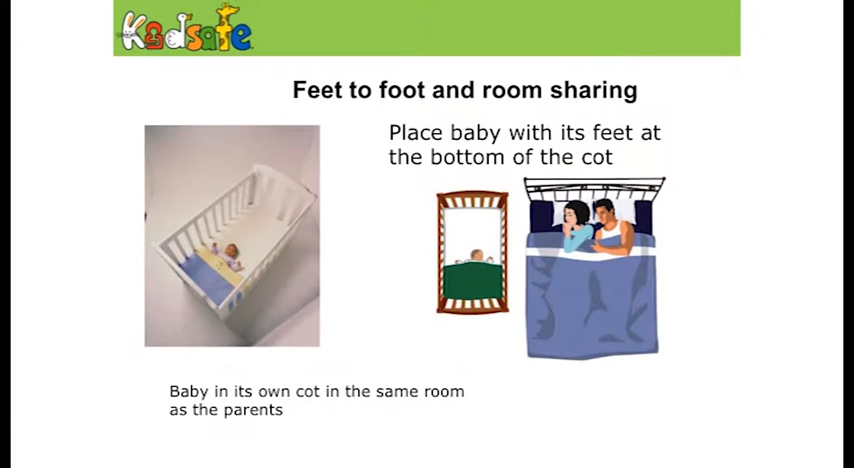 Kidsafe
Feet to foot and room sharing
Place baby with its feet at
the bottom of the cot
Baby in its own cot in the same room
as the parents